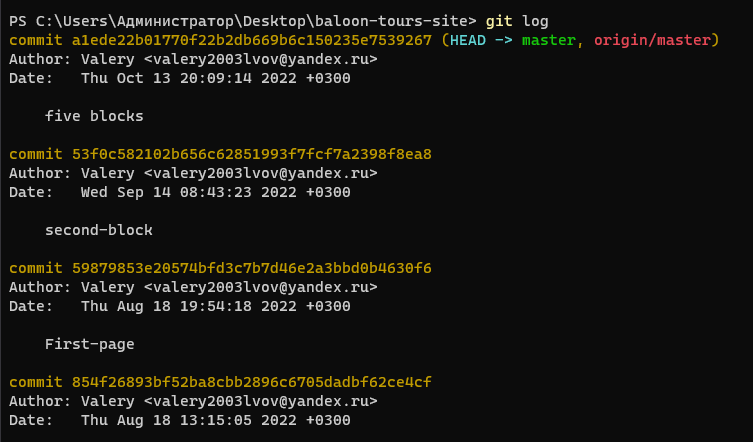 PS C:\Users\Администратор\Desktop\baloon-tours-site> git log
commit a1ede22b01770f22b2db669b6c150235e7539267 (HEAD -> master, origin/master)
Author: Valery <valery2003lvov@yandex.ru>
Date:   Thu Oct 13 20:09:14 2022 +0300
five blocks
commit 53f0c582102b656c62851993f7fcf7a2398f8ea8
Author: Valery <valery2003lvov@yandex.ru>
Date:   Wed Sep 14 08:43:23 2022 +0300
second-block
commit 59879853e20574bfd3c7b7d46e2a3bbd0b4630f6
Author: Valery <valery2003lvov@yandex.ru>
Date:   Thu Aug 18 19:54:18 2022 +0300
First-page
commit 854f26893bf52ba8cbb2896c6705dadbf62ce4cf
Author: Valery <valery2003lvov@yandex.ru>
Date:   Thu Aug 18 13:15:05 2022 +0300